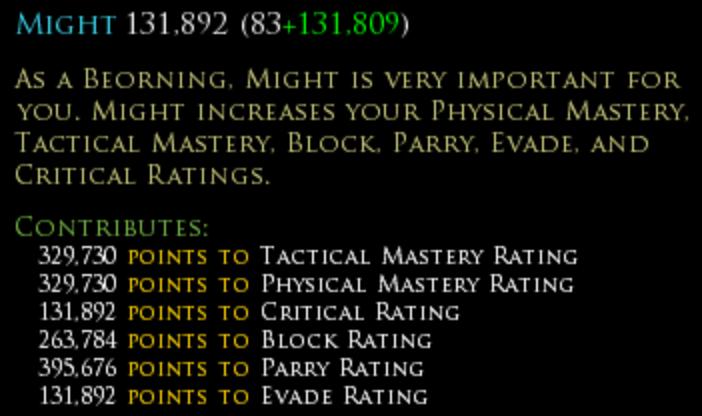 Might 131,892 (83+131,809)
As a Beorning, Might is very important for
you. Might increases your Physical Mastery,
Tactical Mastery, Block, Parry, Evade, and
Critical Ratings.
Contributes:
329,730 points to Tactical Mastery Rating
329,730 points to Physical Mastery Rating
131,892 points to Critical Rating
263,784 points to Block Rating
395,676 points to Parry Rating
131,892 points to Evade Rating